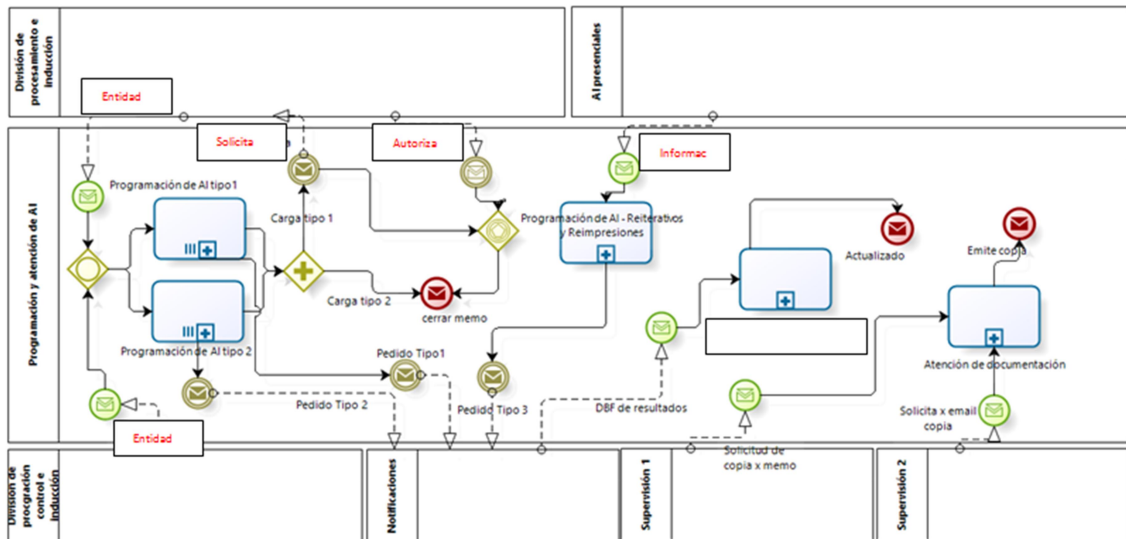 División de
procesamiento e
inducción
AI presenciales
Entidad
Solicita
Autoriza
Informac
Programación y atención de AI
Programación de AI tipo1
Carga tipo 1
Programación de AI - Reiterativos
y Reimpresiones
Actualizado
Emite copia
Carga tipo 2
cerrar memo
Programación de AI tipo 2
Pedido Tipo1
Atención de documentación
Pedido Tipo 2
Pedido Tipo 3
DBF de resultados
Solicita x email
copia
Entidad
Solicitud de
copia x memo
División de
procgración
control e
inducción
Notificaciones
Supervisión 1
Supervisión 2